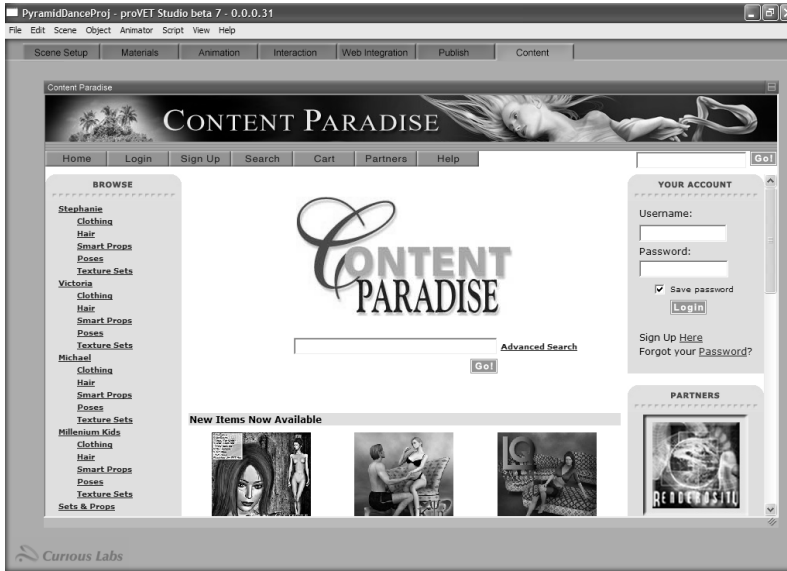 PyramidDanceProj - proVET Studio beta 7 - 0.0.0.31
File Edit Scene Object Animator Script View Help
Scene Setup Materials Animation Interaction Web Integration Publish Content
Content Paradise
CONTENT PARADISE
Home Login Sign Up Search Cart Partners Help Go!
BROWSE
Stephanie
Clothing
Hair
Smart Props
Poses
Texture Sets
Victoria
Clothing
Hair
Smart Props
Poses
Texture Sets
Michael
Clothing
Hair
Smart Props
Poses
Texture Sets
Millenium Kids
Clothing
Hair
Smart Props
Poses
Texture Sets
Sets & Props
CONTENT
PARADISE
Advanced Search
Go!
New Items Now Available
YOUR ACCOUNT
Username:
Password:
Save password
Login
Sign Up Here
Forgot your Password?
PARTNERS
RENDEROSITY
Curious Labs